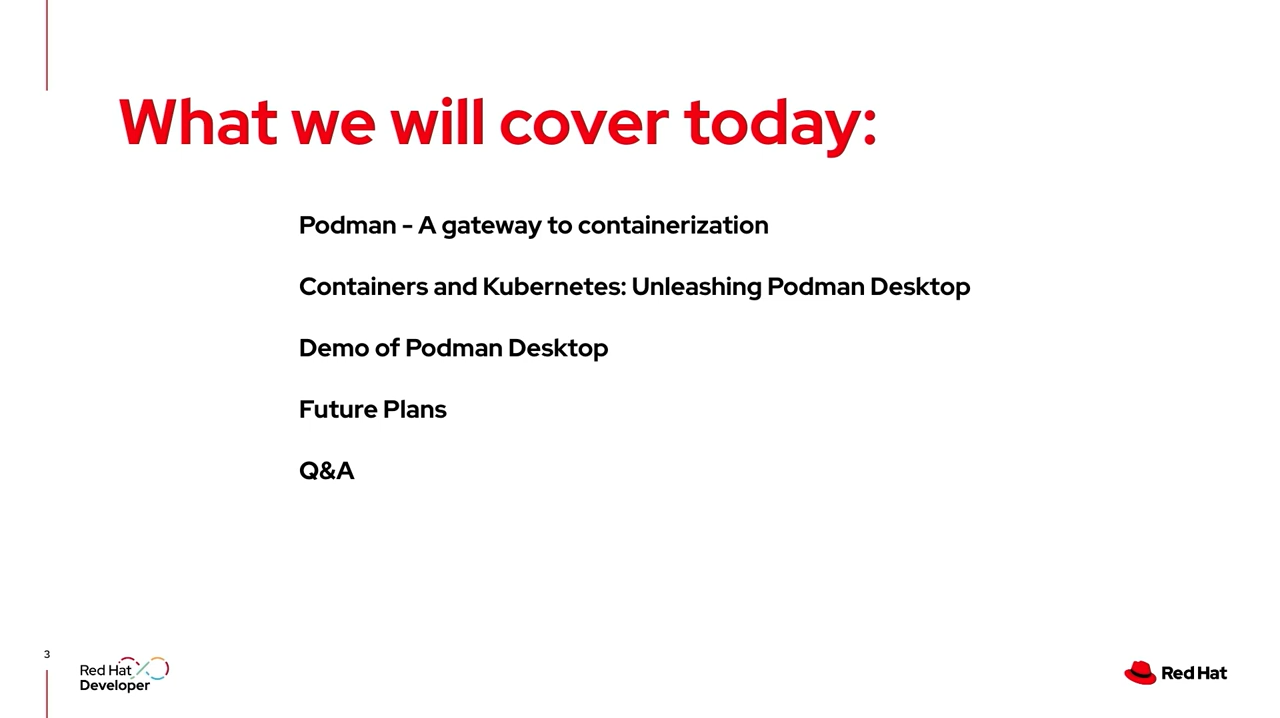 What we will cover today:
Podman - A gateway to containerization
Containers and Kubernetes: Unleashing Podman Desktop
Demo of Podman Desktop
Future Plans
Q&A
3
Red Hat
Developer
Red Hat